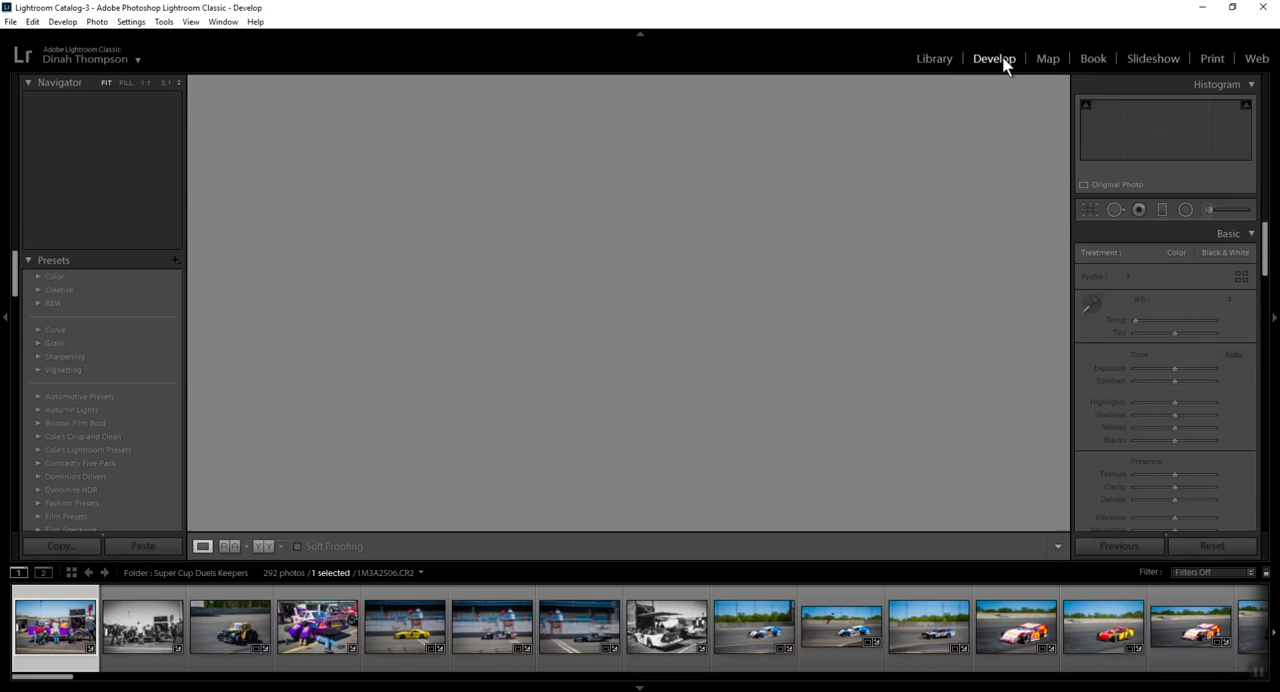 Lightroom Catalog-3 - Adobe Photoshop Lightroom Classic - Develop
File Edit Develop Photo Settings Tools View Window Help
Lr Adobe Lightroom Classic
Dinah Thompson
Library | Develop | Map | Book | Slideshow | Print | Web
Navigator FIT FILL 1:1 3:1
Histogram
Original Photo
Basic
Treatment : Color | Black & White
Profile :
WB :
Temp
Tint
Tone Auto
Exposure
Contrast
Highlights
Shadows
Whites
Blacks
Presence
Texture
Clarity
Dehaze
Vibrance
Saturation
Presets
Color
Creative
B&W
Curve
Grain
Sharpening
Vignetting
Automotive Presets
Autumn Lights
Brixton Film Bold
Cole's Crisp and Clean
Cole's Lightroom Presets
Contrastly Free Pack
Dominion Drivers
Dynomite HDR
Fashion Presets
Film Presets
Film Speckone
Copy... Paste
Soft Proofing
Previous Reset
1 2 Folder : Super Cup Duels Keepers 292 photos / 1 selected / 1M3A2506.CR2
Filter : Filters Off